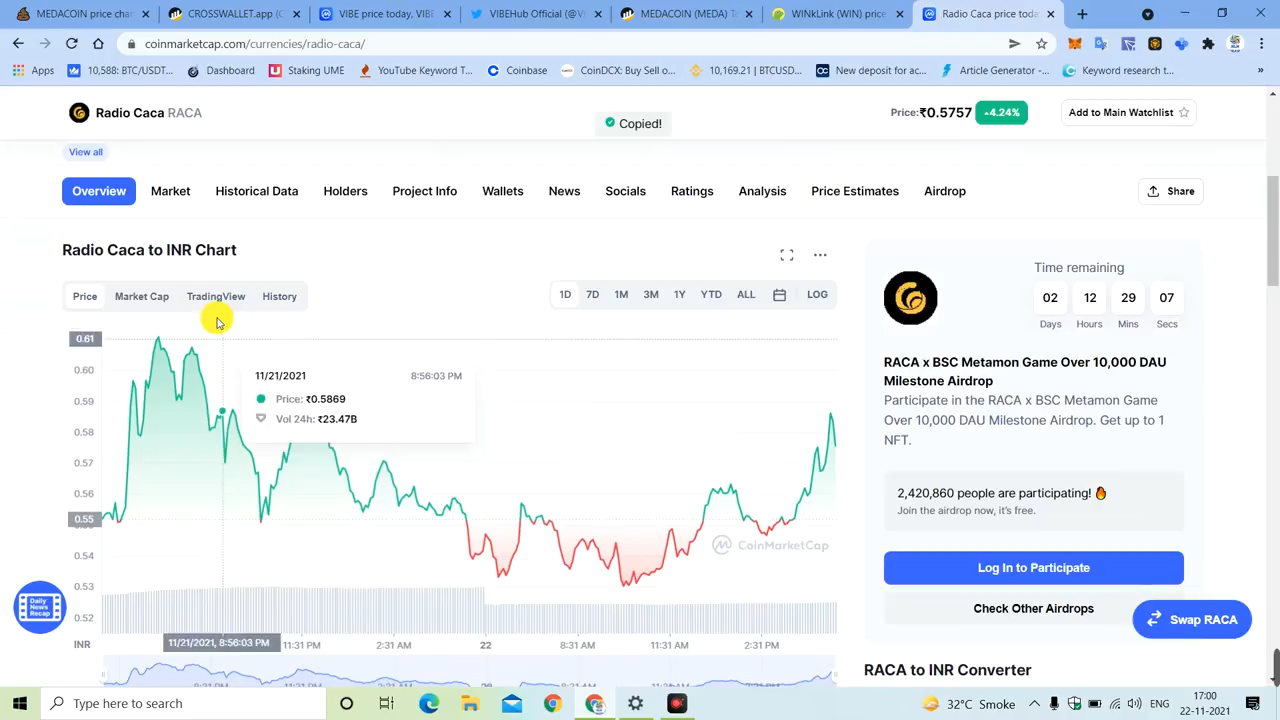 MEDACOIN (MEDA) S
CROSSING ($CROS
VIBE price today, VIBE
VIBEHub Official (@V
MEDACOIN (MEDA) To
WINkLink (WIN) price
Radio Caca price toda
coinmarketcap.com/currencies/radio-caca/
Apps
10,588: BTC/USDT...
Dashboard
Staking UME
YouTube Keyword T...
Coinbase
CoinDCX: Buy Sell o...
10,169.21 | BTCUSD...
New deposit for ac...
Article Generator -...
Keyword research t...
»
Radio Caca RACA
Copied!
Price:₹0.5757
4.24%
Add to Main Watchlist
View all
Overview
Market
Historical Data
Holders
Project Info
Wallets
News
Socials
Ratings
Analysis
Price Estimates
Airdrop
Share
Radio Caca to INR Chart
Price
Market Cap
TradingView
History
1D
7D
1M
3M
1Y
YTD
ALL
LOG
0.61
0.60
0.59
0.58
0.57
0.56
0.55
0.54
0.53
0.52
INR
11/21/2021
8:56:03 PM
Price: ₹0.5869
Vol 24h: ₹23.47B
CoinMarketCap
11/21/2021, 8:56:03 PM
11:31 PM
2:31 AM
22
8:31 AM
11:31 AM
2:31 PM
Daily
News
Recap
Time remaining
02
12
29
07
Days
Hours
Mins
Secs
RACA x BSC Metamon Game Over 10,000 DAU
Milestone Airdrop
Participate in the RACA x BSC Metamon Game
Over 10,000 DAU Milestone Airdrop. Get up to 1
NFT.
2,420,860 people are participating!
Join the airdrop now, it's free.
Log In to Participate
Check Other Airdrops
Swap RACA
RACA to INR Converter
Type here to search
32°C Smoke
ENG
17:00
22-11-2021